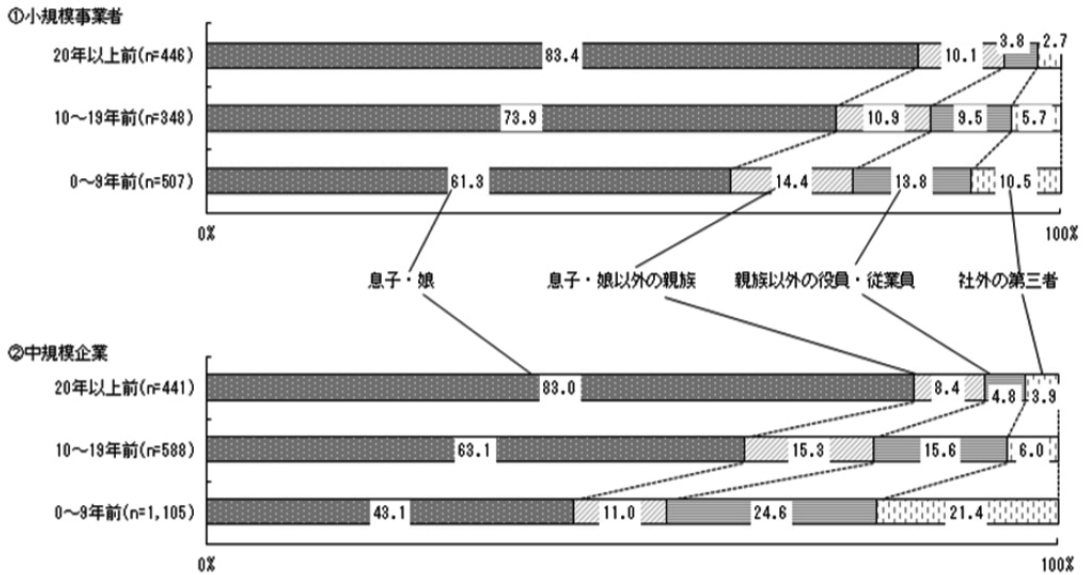 ①小規模事業者
20年以上前(n=446) 83.4 10.1 3.8 2.7
10～19年前(n=348) 73.9 10.9 9.5 5.7
0～9年前(n=507) 61.3 14.4 13.8 10.5
0% 100%
息子・娘 息子・娘以外の親族 親族以外の役員・従業員 社外の第三者
②中規模企業
20年以上前(n=441) 83.0 8.4 4.8 3.9
10～19年前(n=588) 63.1 15.3 15.6 6.0
0～9年前(n=1,105) 43.1 11.0 24.6 21.4
0% 100%